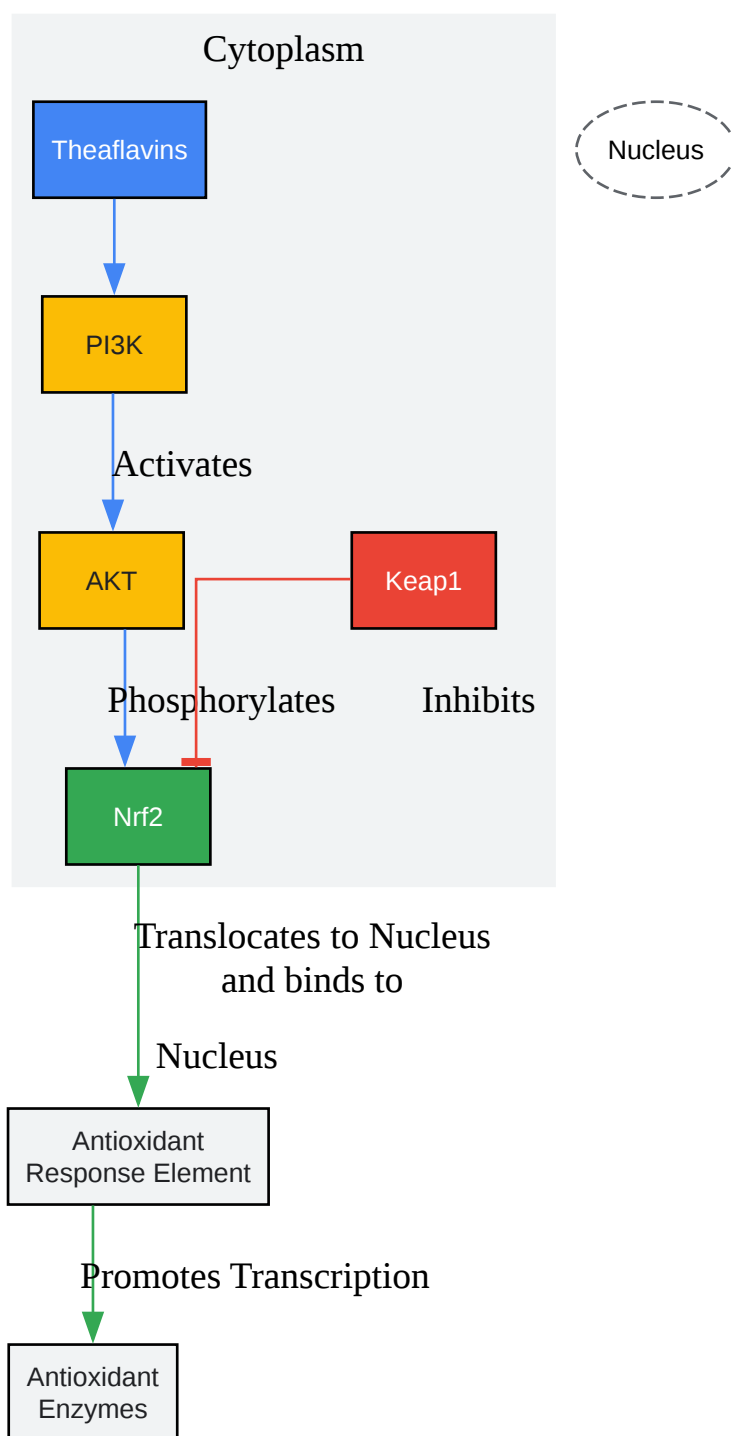 Cytoplasm
Theaflavins
Nucleus
PI3K
Activates
AKT
Keap1
Phosphorylates
Inhibits
Nrf2
Translocates to Nucleus
and binds to
Nucleus
Antioxidant
Response Element
Promotes Transcription
Antioxidant
Enzymes